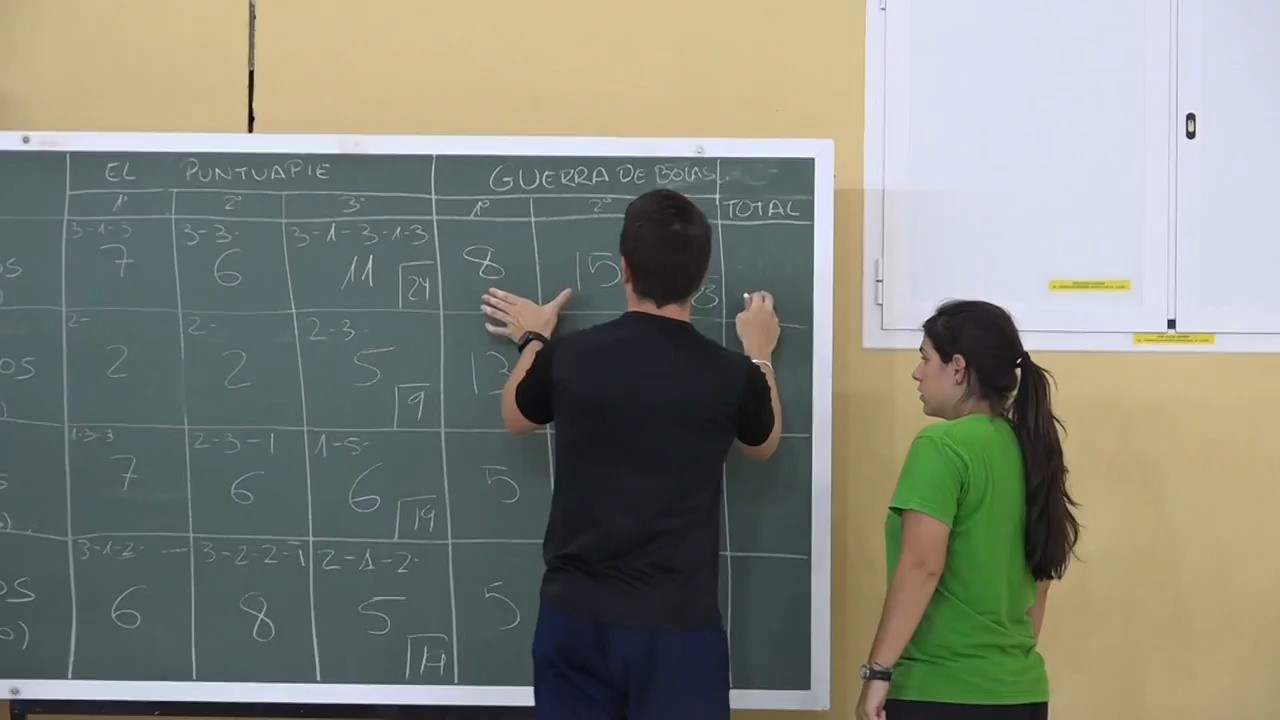 EL PUNTUAPIE GUERRA DE BOLAS
1º 2º 3º 1º 2º TOTAL
3-1-3 3-3- 3-1-3-1-3
OS 7 6 11 24 8 15
2- 2- 2-3-
OS 2 2 5 9
1-3-3 2-3-1 1-5-
7 6 6 19 5
3-1-2- 3-2-2-1 2-1-2-
OS 6 8 5 5
O)